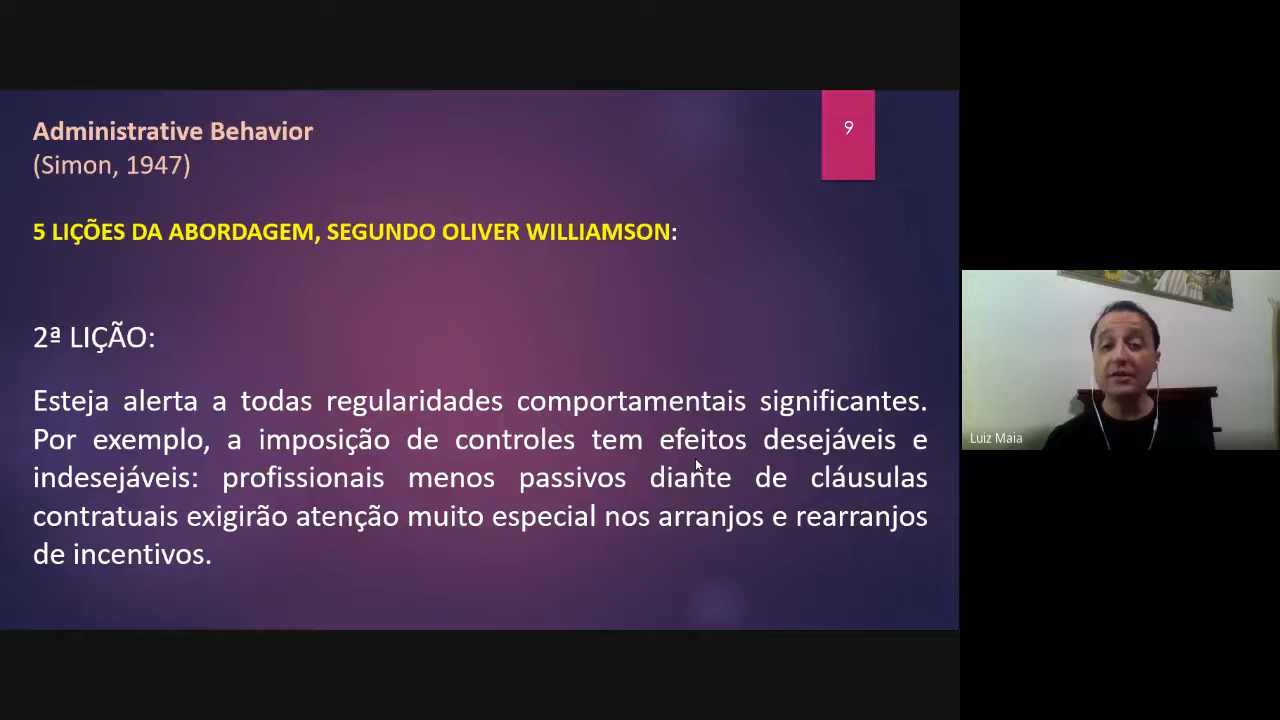 Administrative Behavior
(Simon, 1947)
9
5 LIÇÕES DA ABORDAGEM, SEGUNDO OLIVER WILLIAMSON:
2ª LIÇÃO:
Esteja alerta a todas regularidades comportamentais significantes.
Por exemplo, a imposição de controles tem efeitos desejáveis e
indesejáveis: profissionais menos passivos diante de cláusulas
contratuais exigirão atenção muito especial nos arranjos e rearranjos
de incentivos.
Luiz Maia